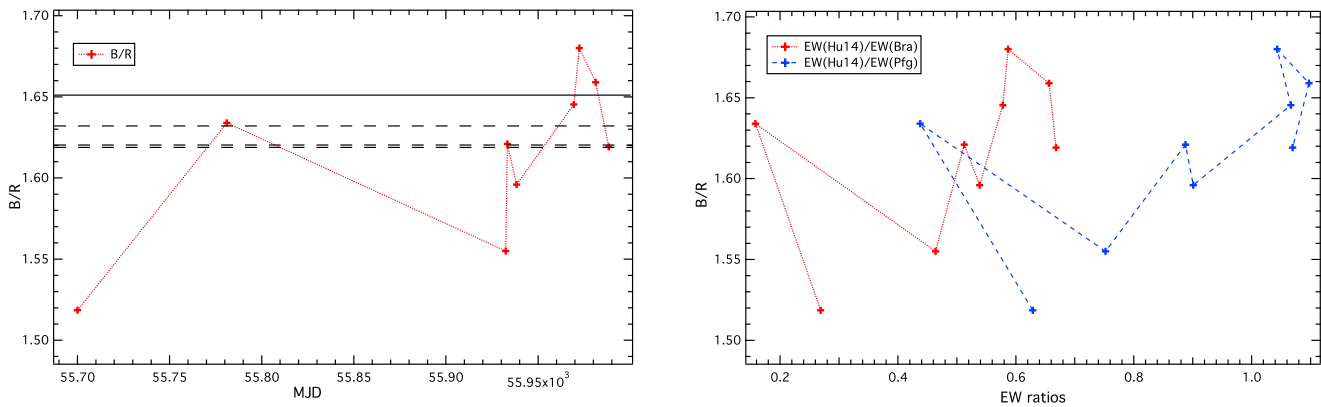 1.70
1.65
1.60
1.55
1.50
B/R
B/R
55.70
55.75
55.80
55.85
55.90
55.95x10³
MJD
1.70
1.65
1.60
1.55
1.50
B/R
EW(Hu14)/EW(Bra)
EW(Hu14)/EW(Pfg)
0.2
0.4
0.6
0.8
1.0
EW ratios